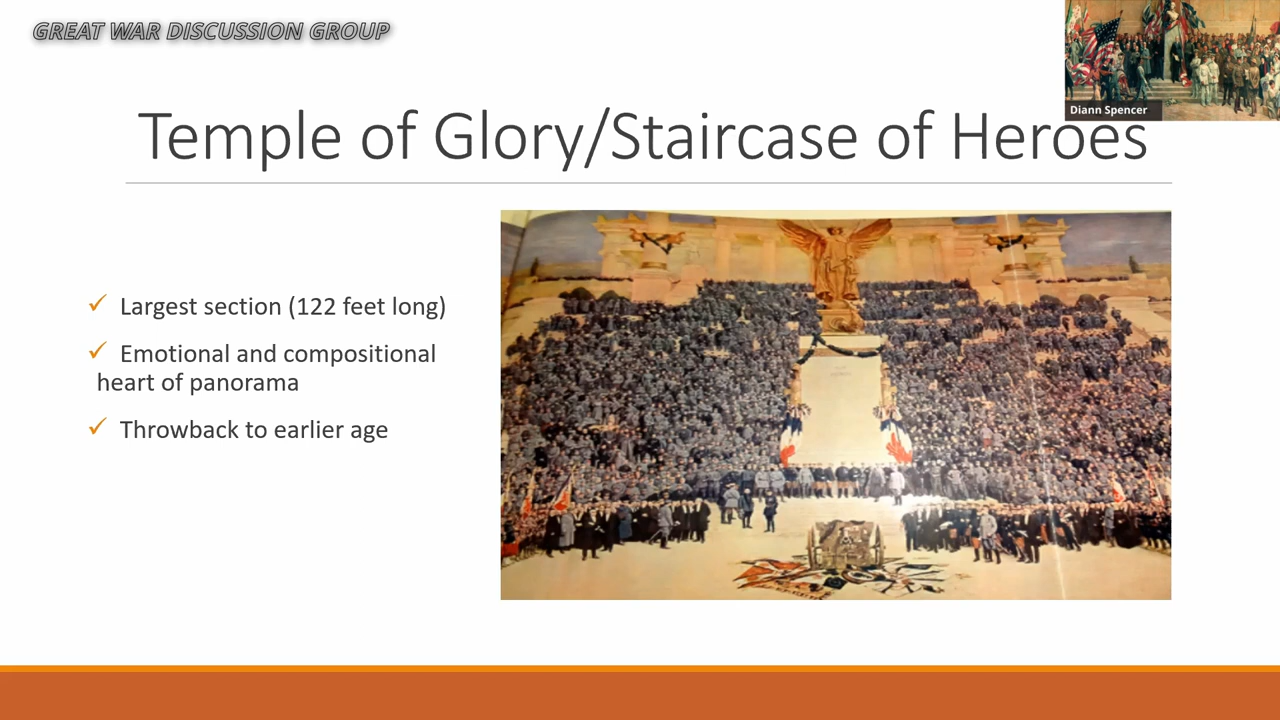 GREAT WAR DISCUSSION GROUP
Diann Spencer
Temple of Glory/Staircase of Heroes
✓ Largest section (122 feet long)
✓ Emotional and compositional
heart of panorama
✓ Throwback to earlier age